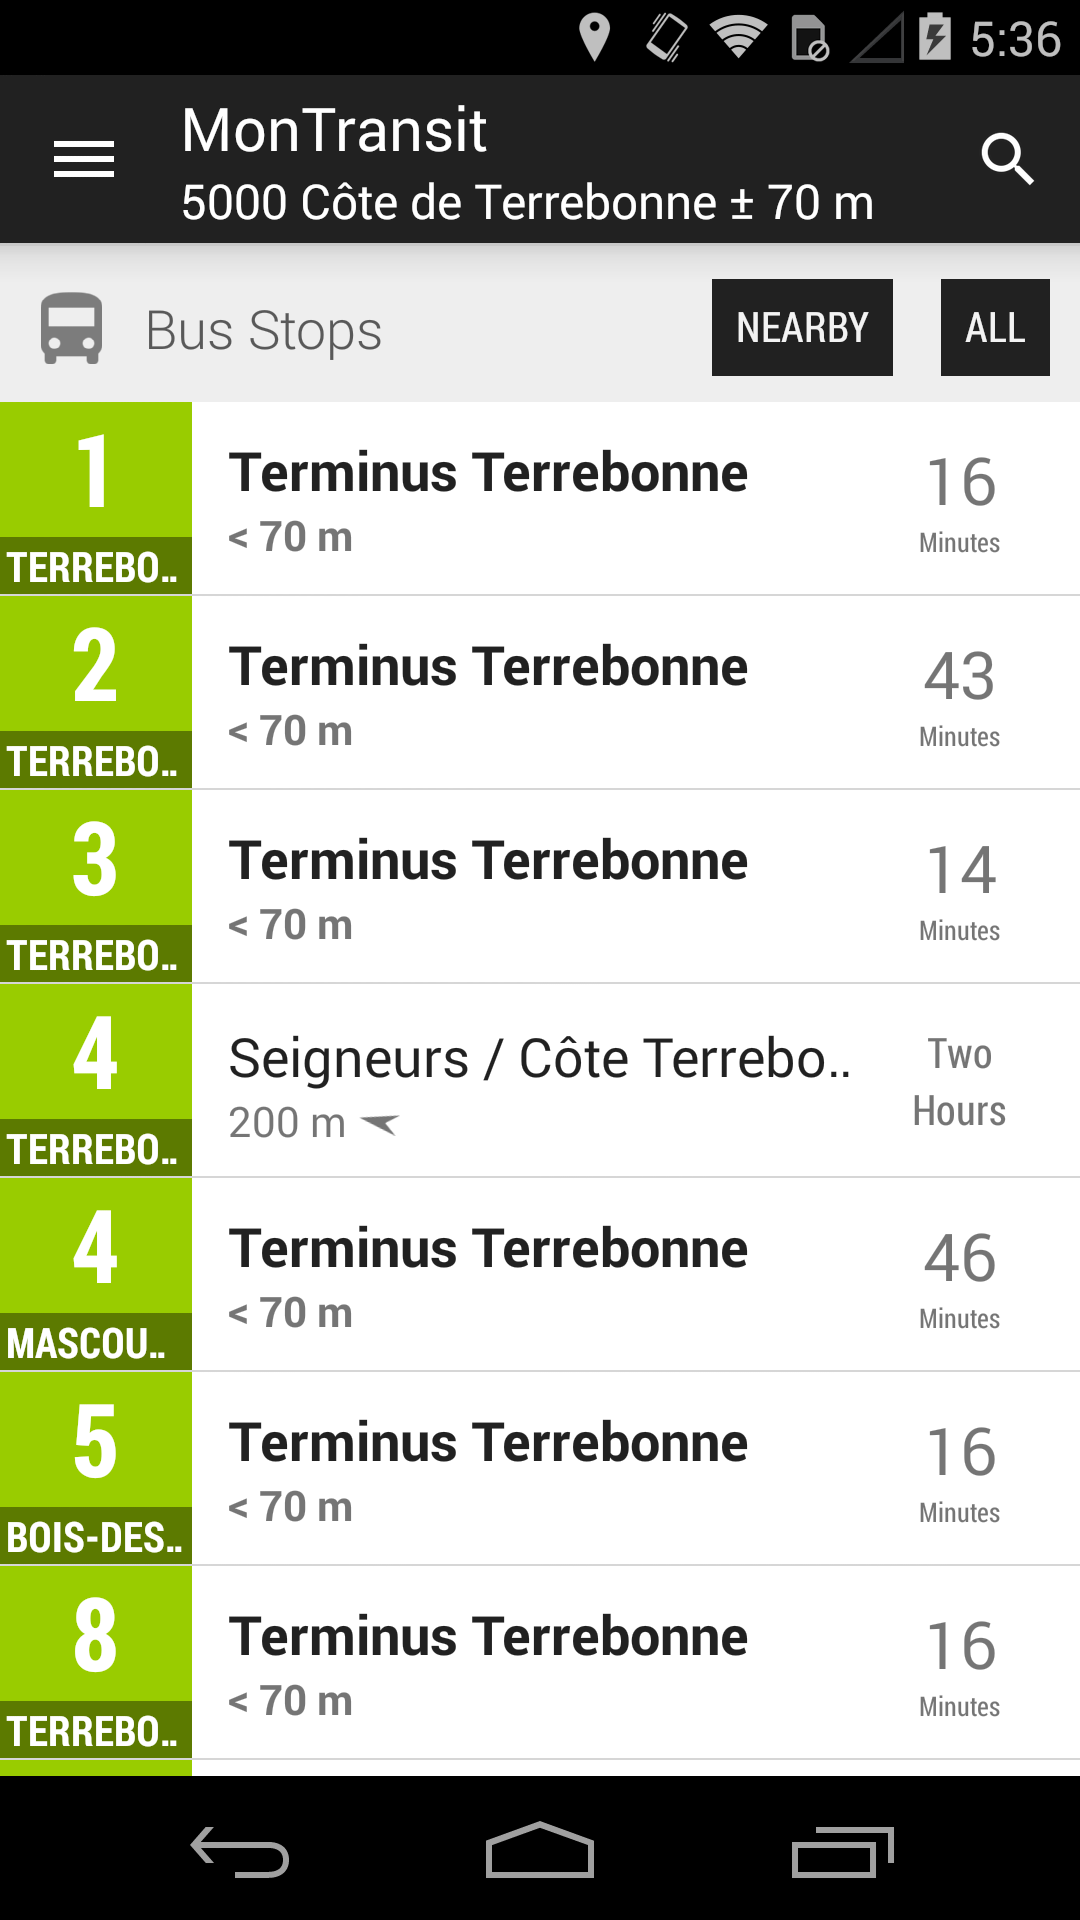 5:36
MonTransit
5000 Côte de Terrebonne ± 70 m
Bus Stops
NEARBY
ALL
1
TERREBO..
Terminus Terrebonne
< 70 m
16
Minutes
2
TERREBO..
Terminus Terrebonne
< 70 m
43
Minutes
3
TERREBO..
Terminus Terrebonne
< 70 m
14
Minutes
4
TERREBO..
Seigneurs / Côte Terrebo..
200 m
Two
Hours
4
MASCOU..
Terminus Terrebonne
< 70 m
46
Minutes
5
BOIS-DES..
Terminus Terrebonne
< 70 m
16
Minutes
8
TERREBO..
Terminus Terrebonne
< 70 m
16
Minutes